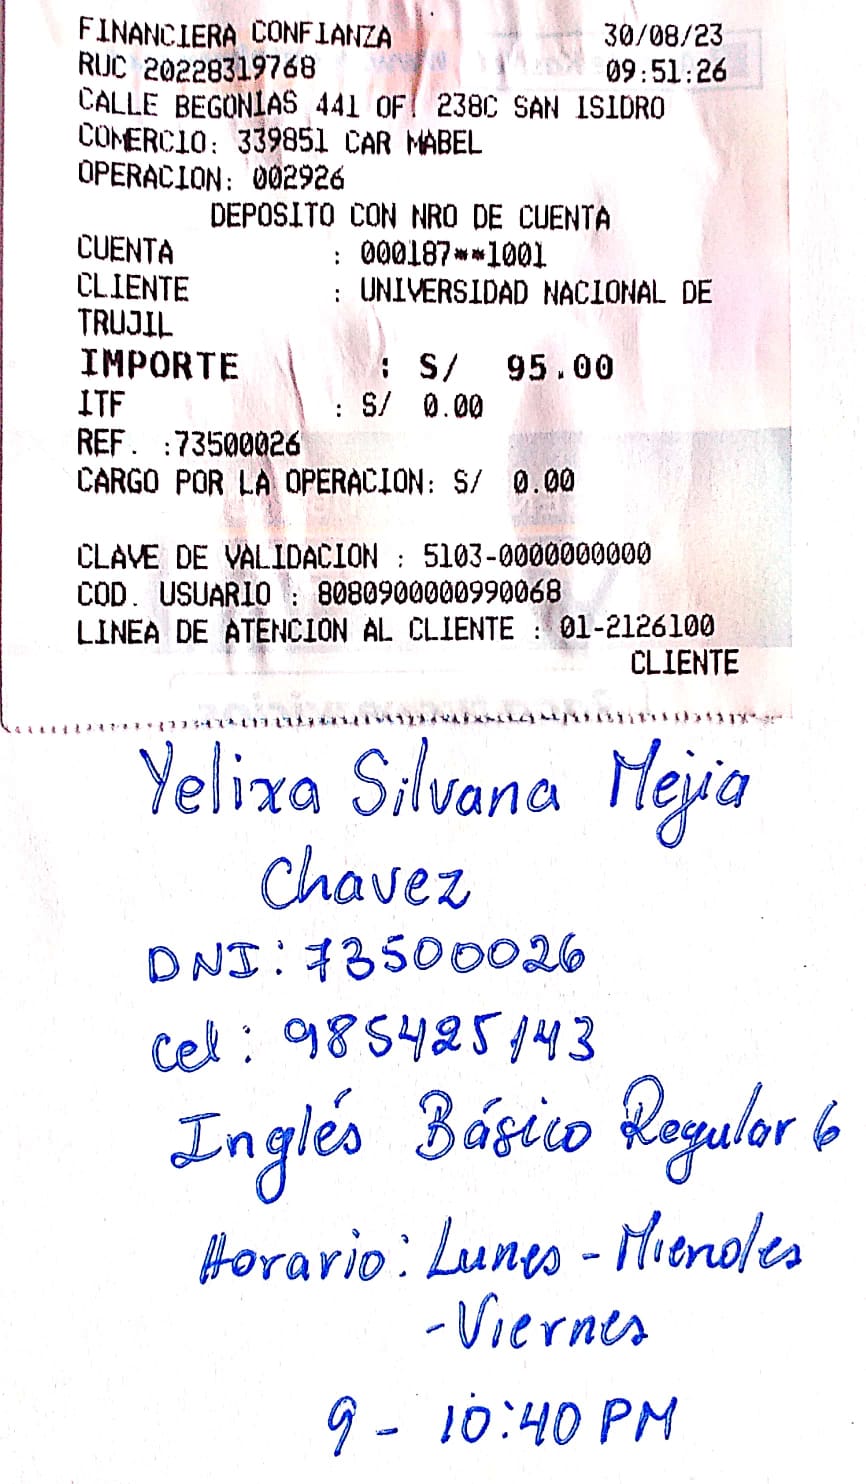 FINANCIERA CONFIANZA 30/08/23
RUC 20228319768 09:51:26
CALLE BEGONIAS 441 OF. 238C SAN ISIDRO
COMERCIO: 339851 CAR MABEL
OPERACION: 002926
DEPOSITO CON NRO DE CUENTA
CUENTA : 000187**1001
CLIENTE : UNIVERSIDAD NACIONAL DE
TRUJIL
IMPORTE : S/ 95.00
ITF : S/ 0.00
REF. :73500026
CARGO POR LA OPERACION: S/ 0.00
CLAVE DE VALIDACION : 5103-0000000000
COD. USUARIO : 8080900000990068
LINEA DE ATENCION AL CLIENTE : 01-2126100
CLIENTE
Yelixa Silvana Mejia
Chavez
DNI: 73500026
Cel: 985425143
Inglés Básico Regular 6
Horario: Lunes - Miercoles
- Viernes
9 - 10:40 PM